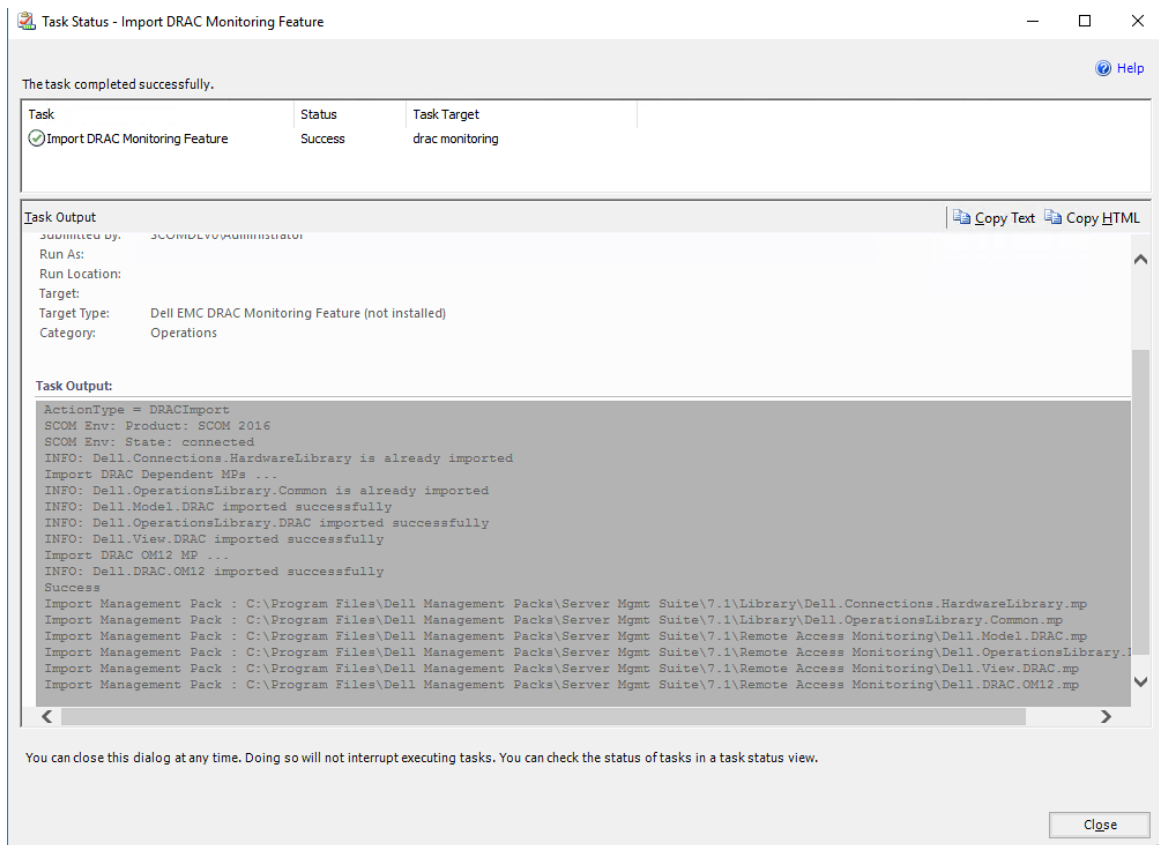 Task Status - Import DRAC Monitoring Feature
Help
The task completed successfully.
Task Status Task Target
Import DRAC Monitoring Feature Success drac monitoring
Task Output Copy Text Copy HTML
Submitted By: SCOMDEV0\Administrator
Run As:
Run Location:
Target:
Target Type: Dell EMC DRAC Monitoring Feature (not installed)
Category: Operations
Task Output:
ActionType = DRACImport
SCOM Env: Product: SCOM 2016
SCOM Env: State: connected
INFO: Dell.Connections.HardwareLibrary is already imported
Import DRAC Dependent MPs ...
INFO: Dell.OperationsLibrary.Common is already imported
INFO: Dell.Model.DRAC imported successfully
INFO: Dell.OperationsLibrary.DRAC imported successfully
INFO: Dell.View.DRAC imported successfully
Import DRAC OM12 MP ...
INFO: Dell.DRAC.OM12 imported successfully
Success
Import Management Pack : C:\Program Files\Dell Management Packs\Server Mgmt Suite\7.1\Library\Dell.Connections.HardwareLibrary.mp
Import Management Pack : C:\Program Files\Dell Management Packs\Server Mgmt Suite\7.1\Library\Dell.OperationsLibrary.Common.mp
Import Management Pack : C:\Program Files\Dell Management Packs\Server Mgmt Suite\7.1\Remote Access Monitoring\Dell.Model.DRAC.mp
Import Management Pack : C:\Program Files\Dell Management Packs\Server Mgmt Suite\7.1\Remote Access Monitoring\Dell.OperationsLibrary.
Import Management Pack : C:\Program Files\Dell Management Packs\Server Mgmt Suite\7.1\Remote Access Monitoring\Dell.View.DRAC.mp
Import Management Pack : C:\Program Files\Dell Management Packs\Server Mgmt Suite\7.1\Remote Access Monitoring\Dell.DRAC.OM12.mp
You can close this dialog at any time. Doing so will not interrupt executing tasks. You can check the status of tasks in a task status view.
Close